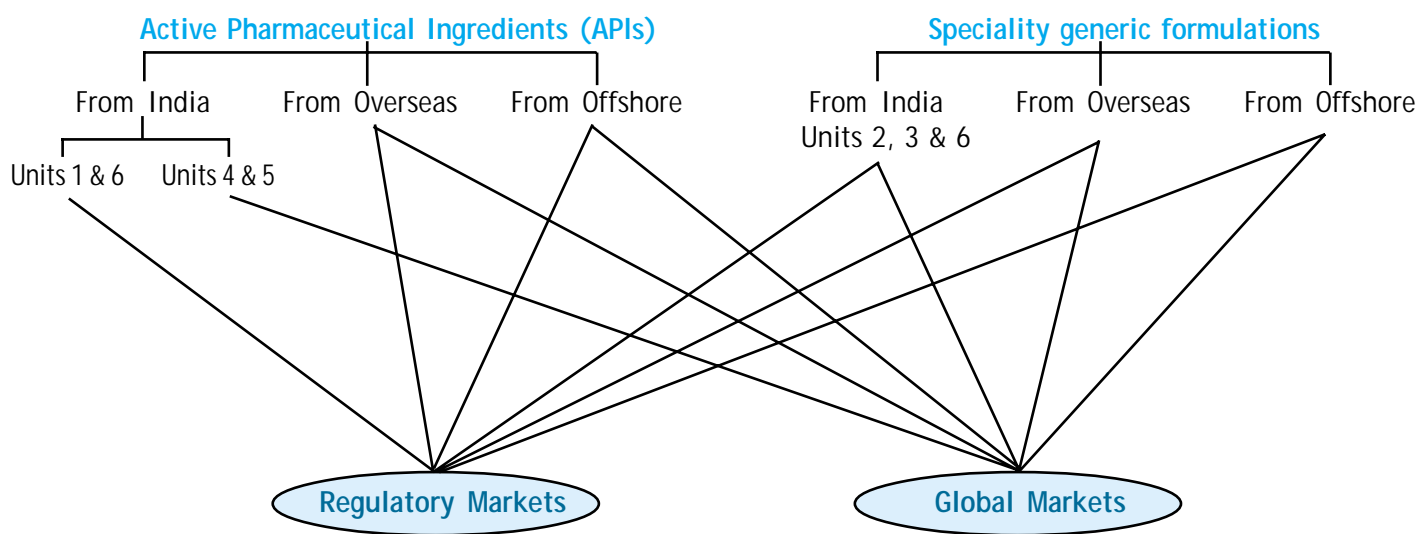 Active Pharmaceutical Ingredients (APIs)
Speciality generic formulations
From India
From Overseas
From Offshore
From India
Units 2, 3 & 6
From Overseas
From Offshore
Units 1 & 6
Units 4 & 5
Regulatory Markets
Global Markets